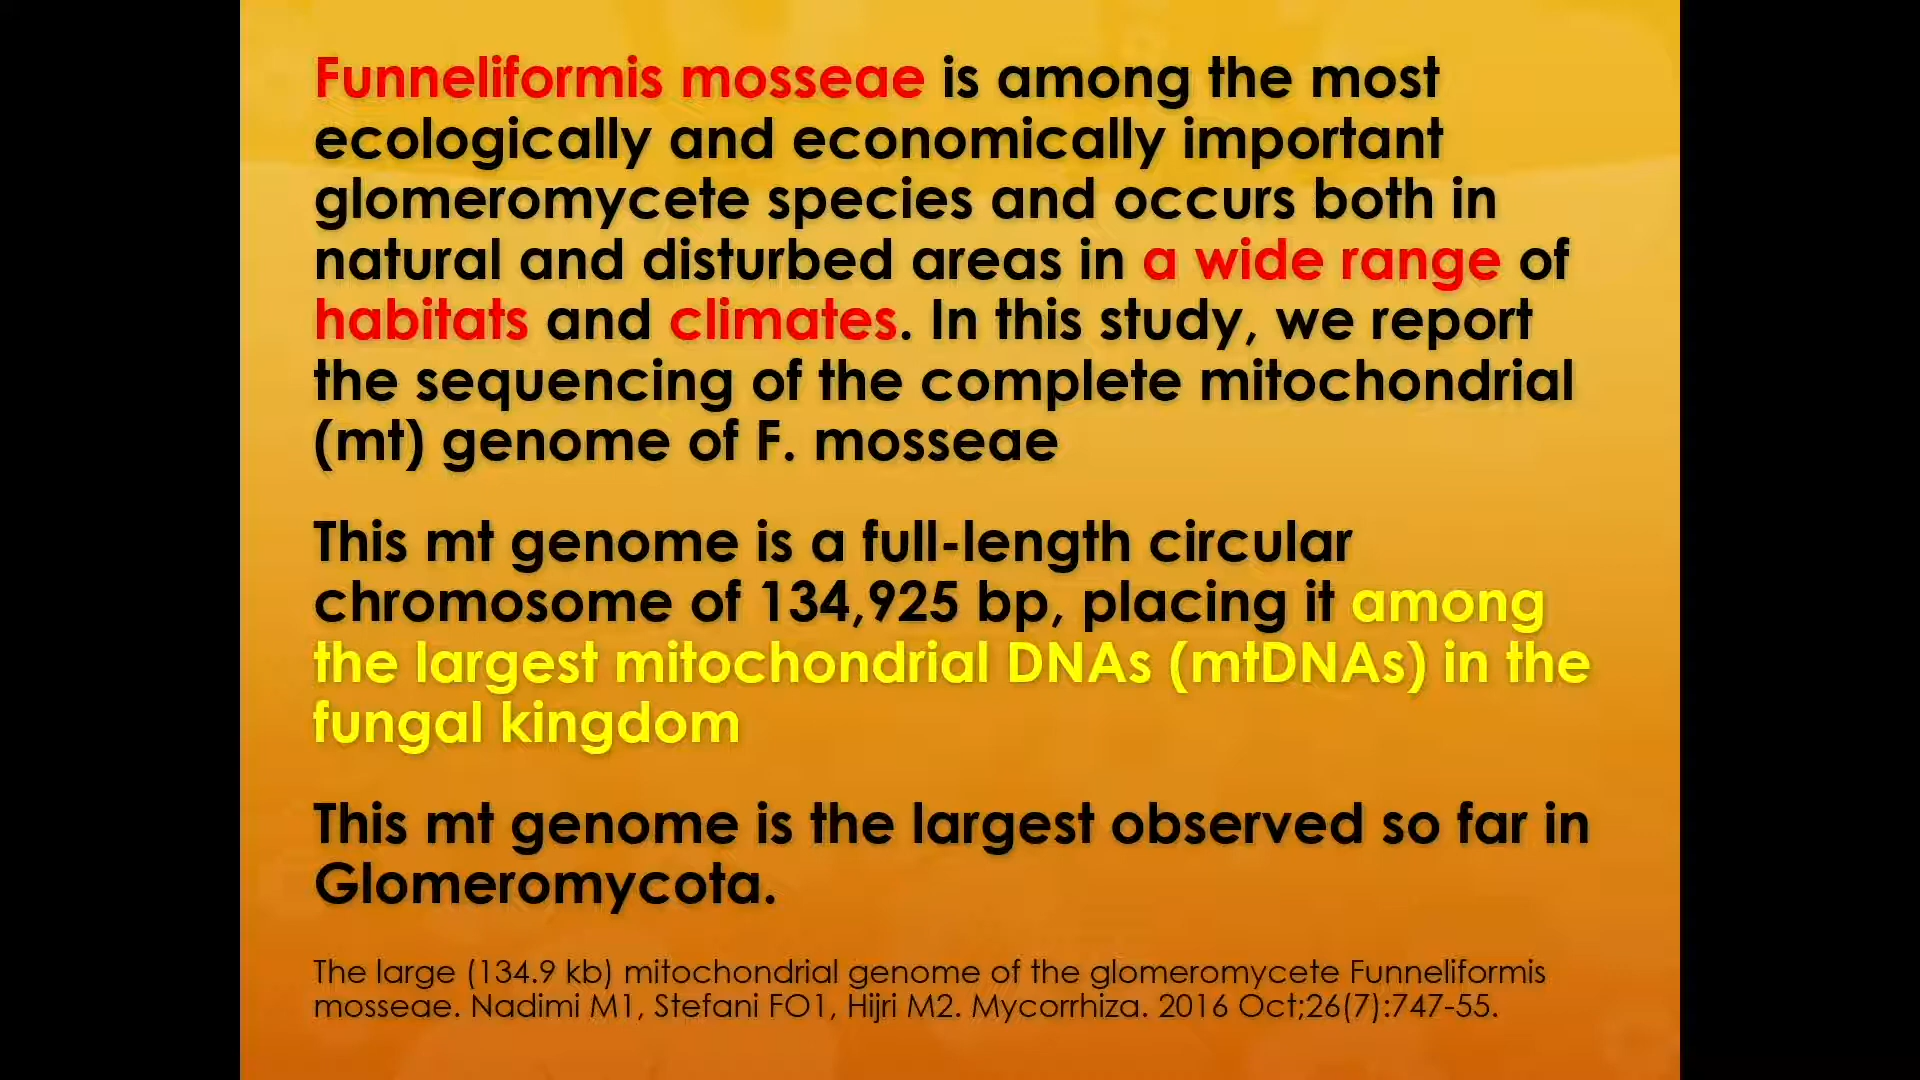 Funneliformis mosseae is among the most
ecologically and economically important
glomeromycete species and occurs both in
natural and disturbed areas in a wide range of
habitats and climates. In this study, we report
the sequencing of the complete mitochondrial
(mt) genome of F. mosseae
This mt genome is a full-length circular
chromosome of 134,925 bp, placing it among
the largest mitochondrial DNAs (mtDNAs) in the
fungal kingdom
This mt genome is the largest observed so far in
Glomeromycota.
The large (134.9 kb) mitochondrial genome of the glomeromycete Funneliformis
mosseae. Nadimi M1, Stefani FO1, Hijri M2. Mycorrhiza. 2016 Oct;26(7):747-55.